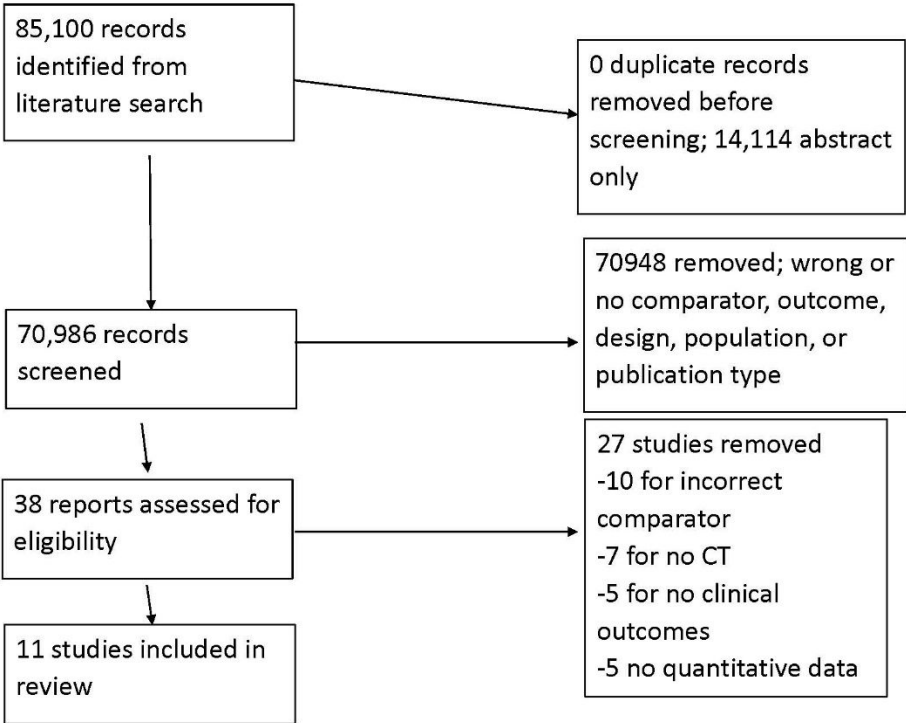 85,100 records
identified from
literature search
0 duplicate records
removed before
screening; 14,114 abstract
only
70,986 records
screened
70948 removed; wrong or
no comparator, outcome,
design, population, or
publication type
38 reports assessed for
eligibility
27 studies removed
-10 for incorrect
comparator
-7 for no CT
-5 for no clinical
outcomes
-5 no quantitative data
11 studies included in
review